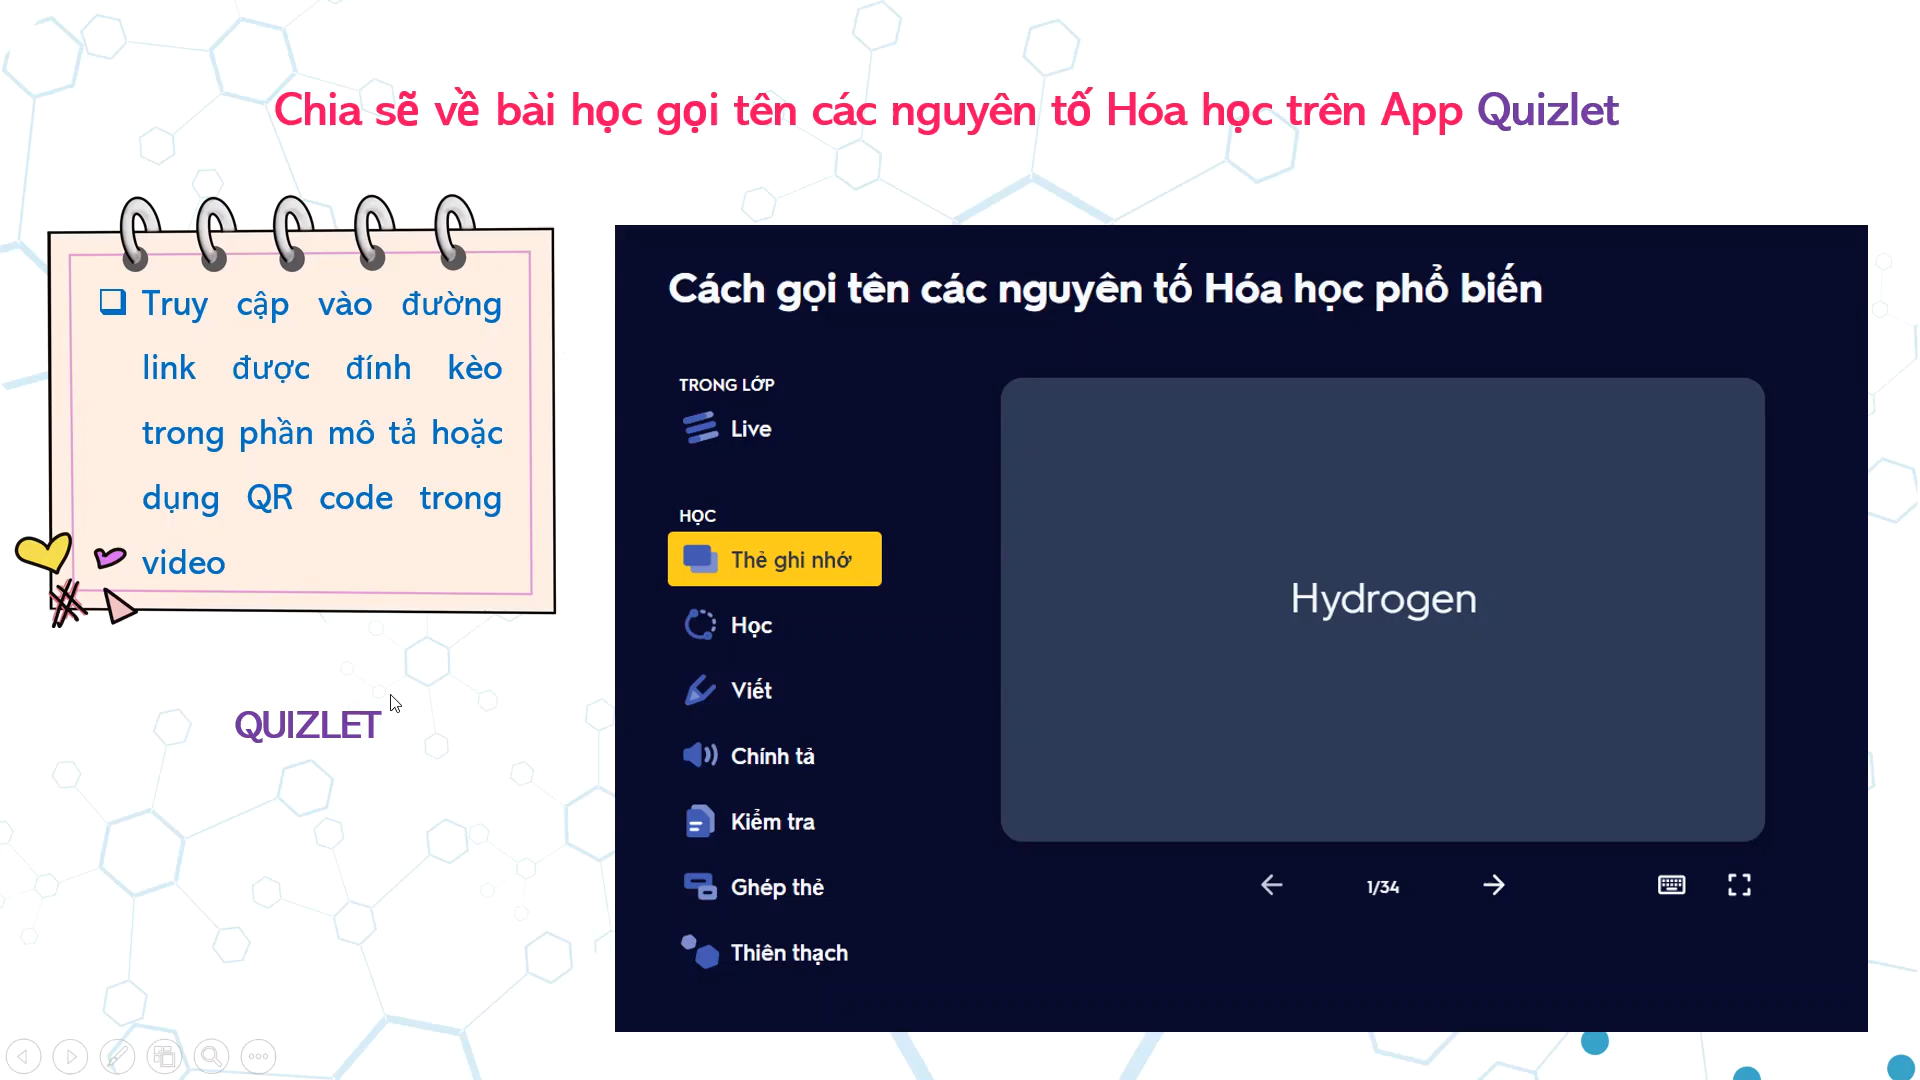 Chia sẽ về bài học gọi tên các nguyên tố Hóa học trên App Quizlet
❑ Truy cập vào đường
link được đính kèo
trong phần mô tả hoặc
dụng QR code trong
video
QUIZLET
Cách gọi tên các nguyên tố Hóa học phổ biến
TRONG LỚP
Live
HỌC
Thẻ ghi nhớ
Học
Viết
Chính tả
Kiểm tra
Ghép thẻ
Thiên thạch
Hydrogen
1/34